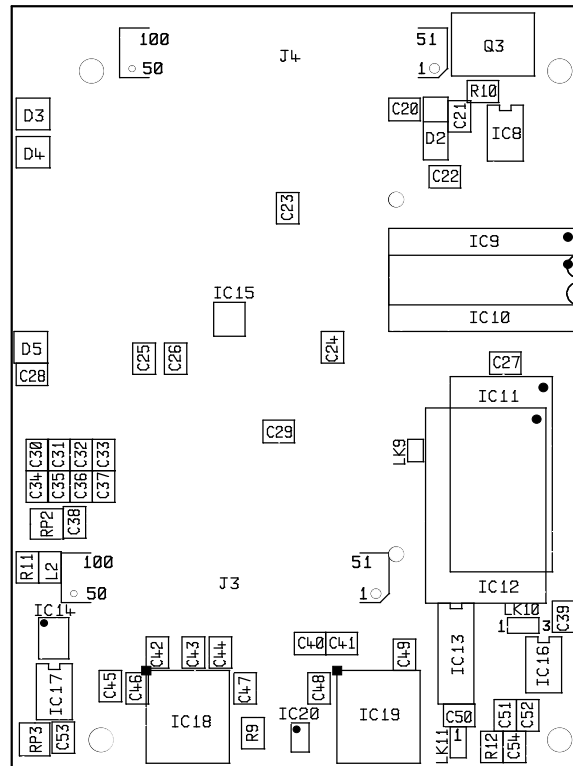 100
50
J4
51
1
Q3
R10
C20
C21
D2
IC8
D3
D4
C22
C23
IC9
IC10
IC15
D5
C28
C25
C26
C24
C27
IC11
C29
LK9
C30
C31
C32
C33
C34
C35
C36
C37
RP2
C38
R11
L2
100
50
J3
51
1
IC12
IC14
LK10
1
3
C39
C42
C43
C44
C40
C41
C49
IC13
IC16
IC17
C45
C46
C47
C48
IC18
IC19
IC20
R9
RP3
C53
C50
C51
C52
LK11
1
R12
C54